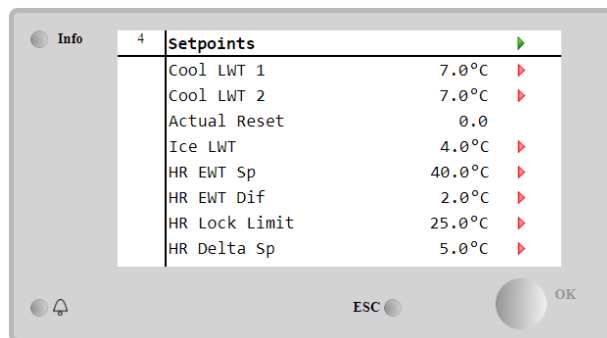 Info
4 Setpoints
Cool LWT 1 7.0°C
Cool LWT 2 7.0°C
Actual Reset 0.0
Ice LWT 4.0°C
HR EWT Sp 40.0°C
HR EWT Dif 2.0°C
HR Lock Limit 25.0°C
HR Delta Sp 5.0°C
ESC
OK